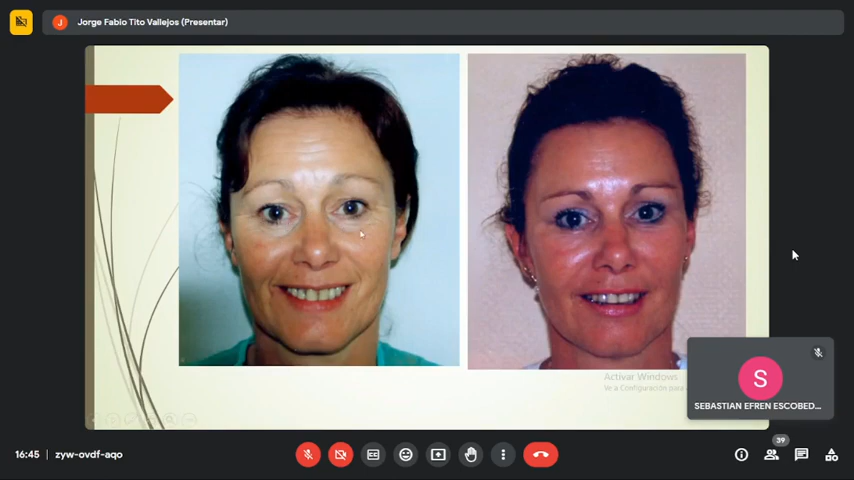 Jorge Fabio Tito Vallejos (Presentar)
Activar Windows
Ve a Configuración para
S
SEBASTIAN EFREN ESCOBED...
16:45 | zyw-ovdf-aqo
39